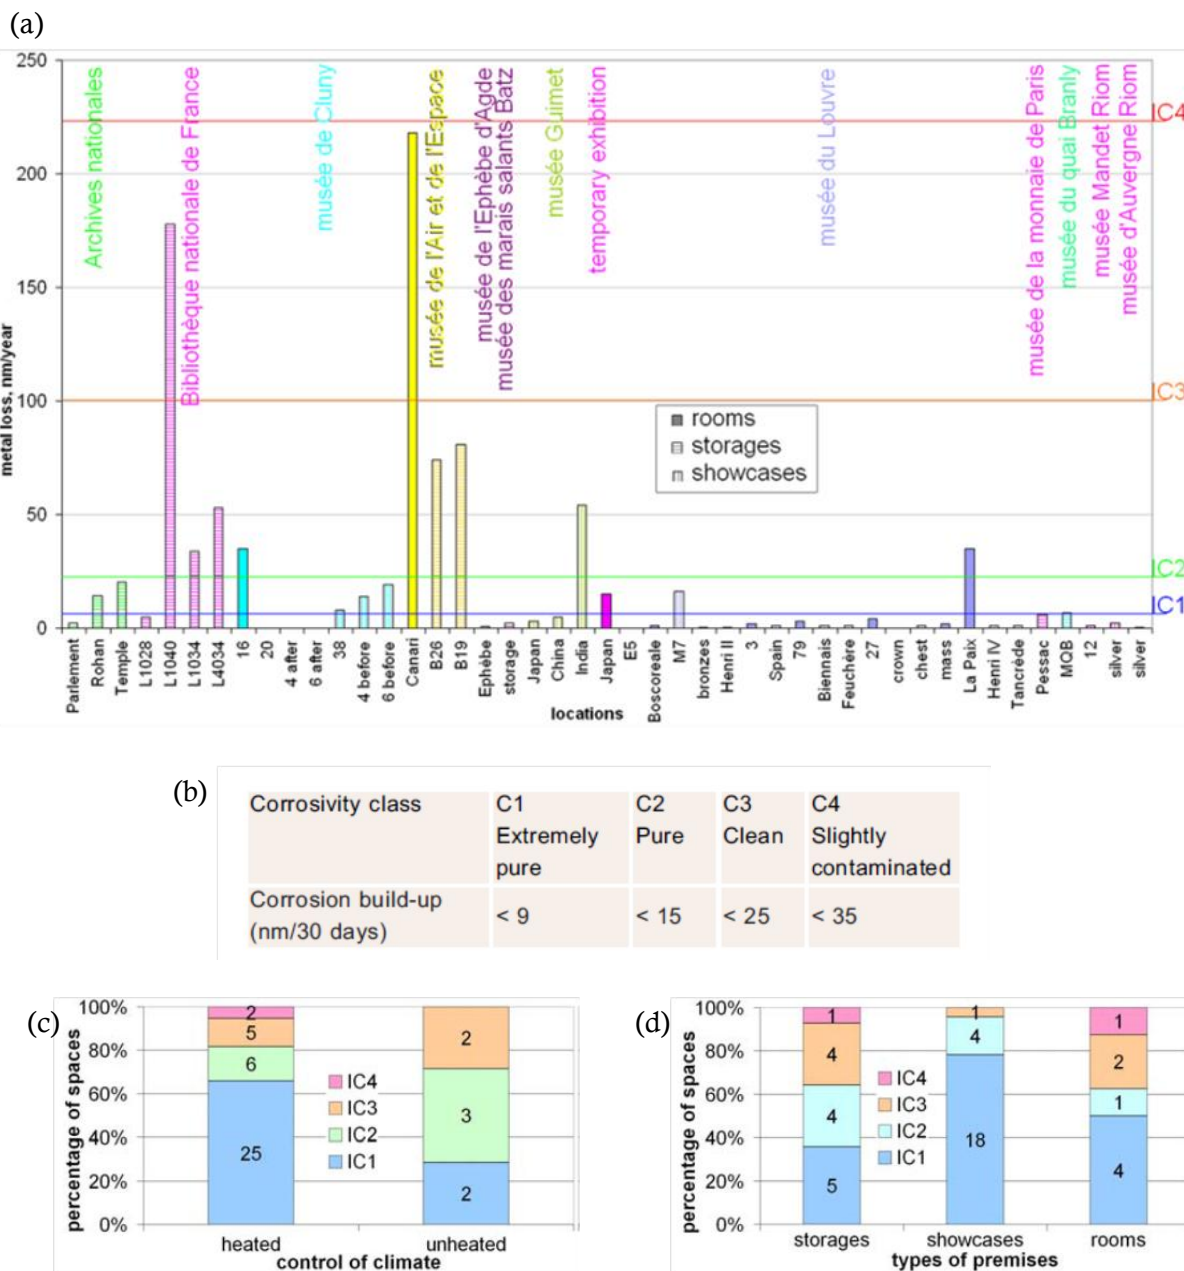 (a)
250
200
150
100
50
0
metal loss, nm/year
Archives nationales
Bibliothèque nationale de France
musée de Cluny
musée de l'Air et de l'Espace
musée de l'Ephèbe d'Agde
musée des marais salants Batz
musée Guimet
temporary exhibition
musée du Louvre
musée de la monnaie de Paris
musée du quai Branly
musée Mandet Riom
musée d'Auvergne Riom
IC4
IC3
IC2
IC1
rooms
storages
showcases
Parlement
Rohan
Temple
L1028
L1040
L1034
L4034
16
20
4 after
6 after
38
4 before
6 before
Canari
B26
B19
Ephèbe
storage
Japan
China
India
Japan
E5
Boscoreale
M7
bronzes
Henri II
3
Spain
79
Biennais
Feuchère
27
crown
chest
mass
La Paix
Henri IV
Tancrède
Pessac
MQB
12
silver
silver
locations
(b)
Corrosivity class C1 C2 C3 C4
Extremely Pure Clean Slightly
pure contaminated
Corrosion build-up
(nm/30 days) < 9 < 15 < 25 < 35
(c)
100%
80%
60%
40%
20%
0%
percentage of spaces
2
5
6
25
2
3
2
IC4
IC3
IC2
IC1
heated unheated
control of climate
(d)
100%
80%
60%
40%
20%
0%
percentage of spaces
1
4
4
5
1
4
18
1
2
1
4
IC4
IC3
IC2
IC1
storages showcases rooms
types of premises